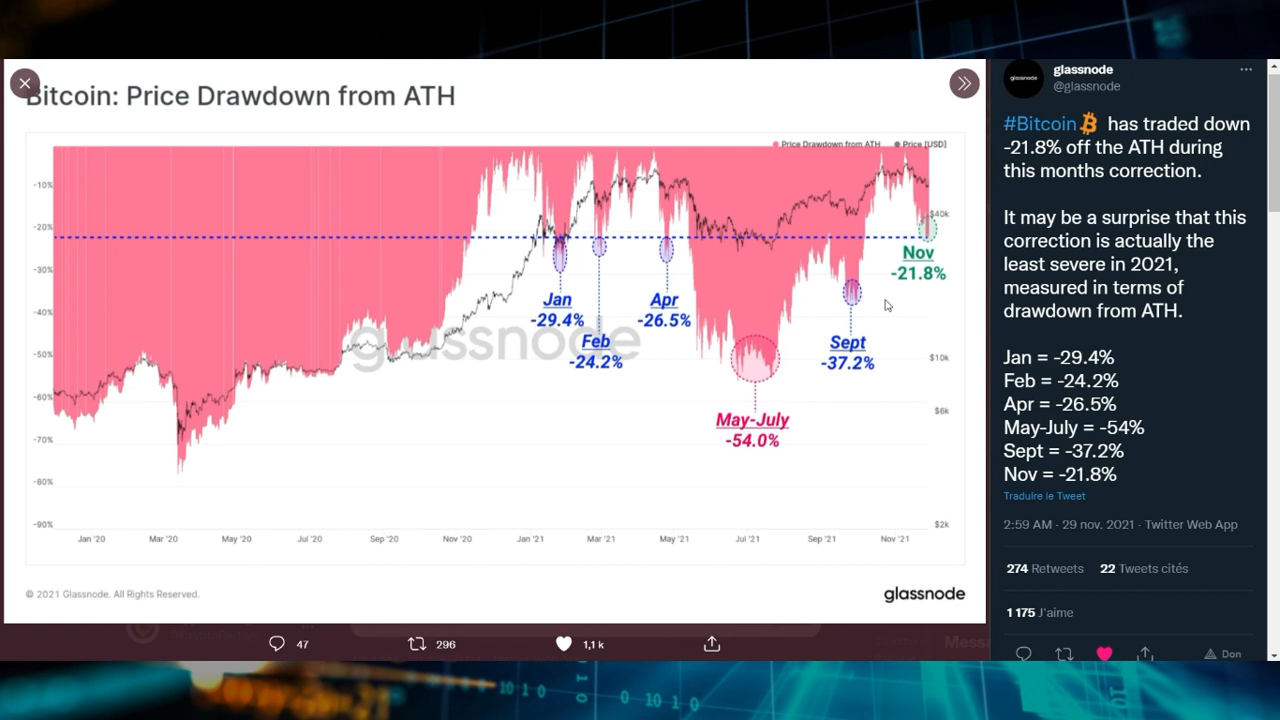 Bitcoin: Price Drawdown from ATH
Price Drawdown from ATH
Price [USD]
-10%
-20%
-30%
-40%
-50%
-60%
-70%
-80%
-90%
$40k
$10k
$6k
$2k
glassnode
Jan
-29.4%
Feb
-24.2%
Apr
-26.5%
May-July
-54.0%
Sept
-37.2%
Nov
-21.8%
Jan '20
Mar '20
May '20
Jul '20
Sep '20
Nov '20
Jan '21
Mar '21
May '21
Jul '21
Sep '21
Nov '21
© 2021 Glassnode. All Rights Reserved.
glassnode
47
296
1,1 k
glassnode
glassnode
@glassnode
#Bitcoin has traded down
-21.8% off the ATH during
this months correction.
It may be a surprise that this
correction is actually the
least severe in 2021,
measured in terms of
drawdown from ATH.
Jan = -29.4%
Feb = -24.2%
Apr = -26.5%
May-July = -54%
Sept = -37.2%
Nov = -21.8%
Traduire le Tweet
2:59 AM · 29 nov. 2021 · Twitter Web App
274 Retweets 22 Tweets cités
1 175 J'aime
Don